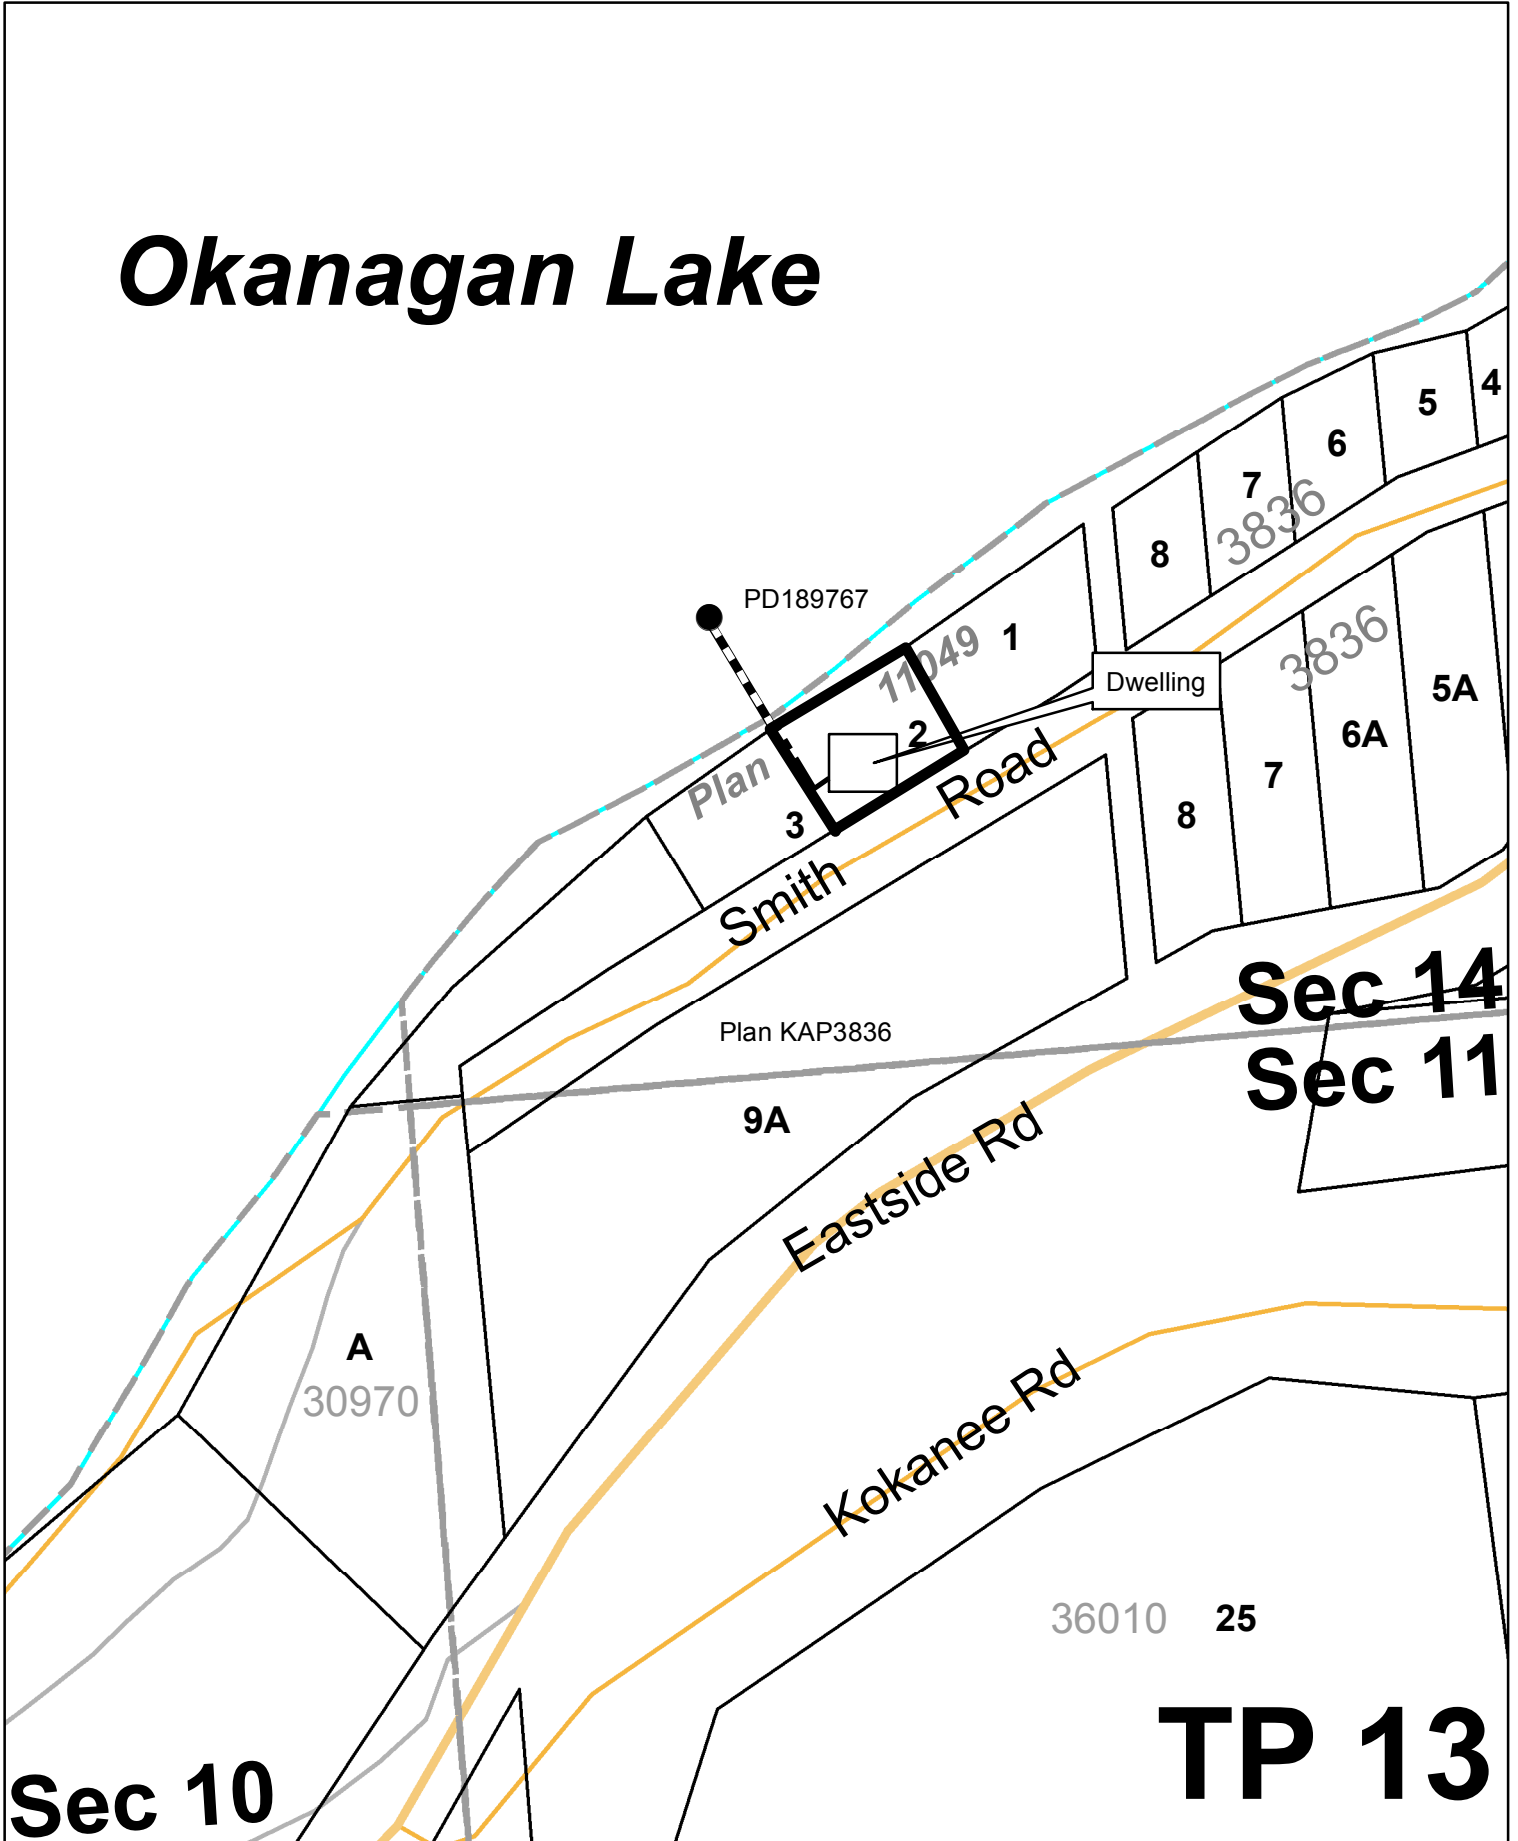 Okanagan Lake
4
5
6
7
3836
8
PD189767
1
11049
3836
Dwelling
5A
2
6A
Road
7
Plan
8
3
Smith
Sec 14
Plan KAP3836
Sec 11
9A
Eastside Rd
A
30970
Kokanee Rd
36010 25
TP 13
Sec 10